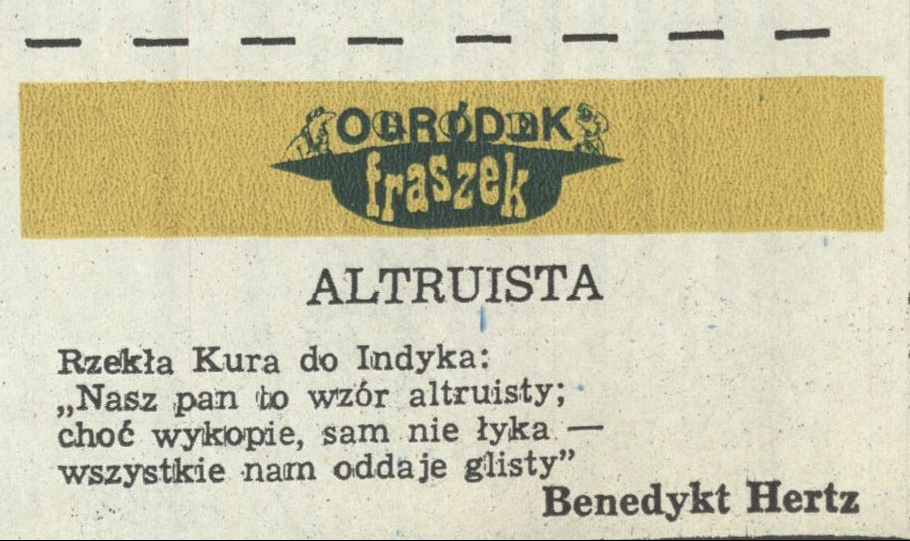 OGRÓDEK
fraszek
ALTRUISTA
Rzekła Kura do Indyka:
„Nasz pan to wzór altruisty;
choć wykopie, sam nie łyka —
wszystkie nam oddaje glisty”
Benedykt Hertz